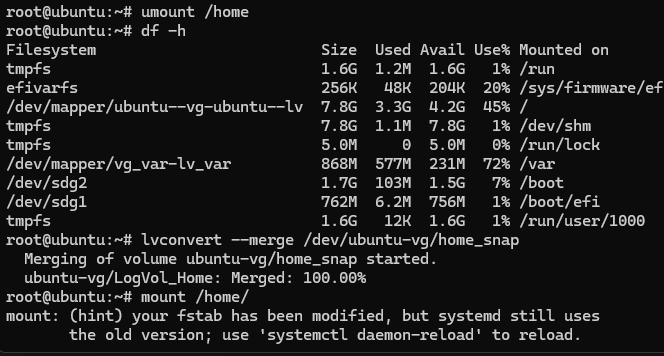 root@ubuntu:~# umount /home
root@ubuntu:~# df -h
Filesystem                         Size  Used Avail Use% Mounted on
tmpfs                              1.6G  1.2M  1.6G   1% /run
efivarfs                           256K   48K  204K  20% /sys/firmware/ef
/dev/mapper/ubuntu--vg-ubuntu--lv  7.8G  3.3G  4.2G  45% /
tmpfs                              7.8G  1.1M  7.8G   1% /dev/shm
tmpfs                              5.0M     0  5.0M   0% /run/lock
/dev/mapper/vg_var-lv_var          868M  577M  231M  72% /var
/dev/sdg2                          1.7G  103M  1.5G   7% /boot
/dev/sdg1                          762M  6.2M  756M   1% /boot/efi
tmpfs                              1.6G   12K  1.6G   1% /run/user/1000
root@ubuntu:~# lvconvert --merge /dev/ubuntu-vg/home_snap
  Merging of volume ubuntu-vg/home_snap started.
  ubuntu-vg/LogVol_Home: Merged: 100.00%
root@ubuntu:~# mount /home/
mount: (hint) your fstab has been modified, but systemd still uses
       the old version; use 'systemctl daemon-reload' to reload.